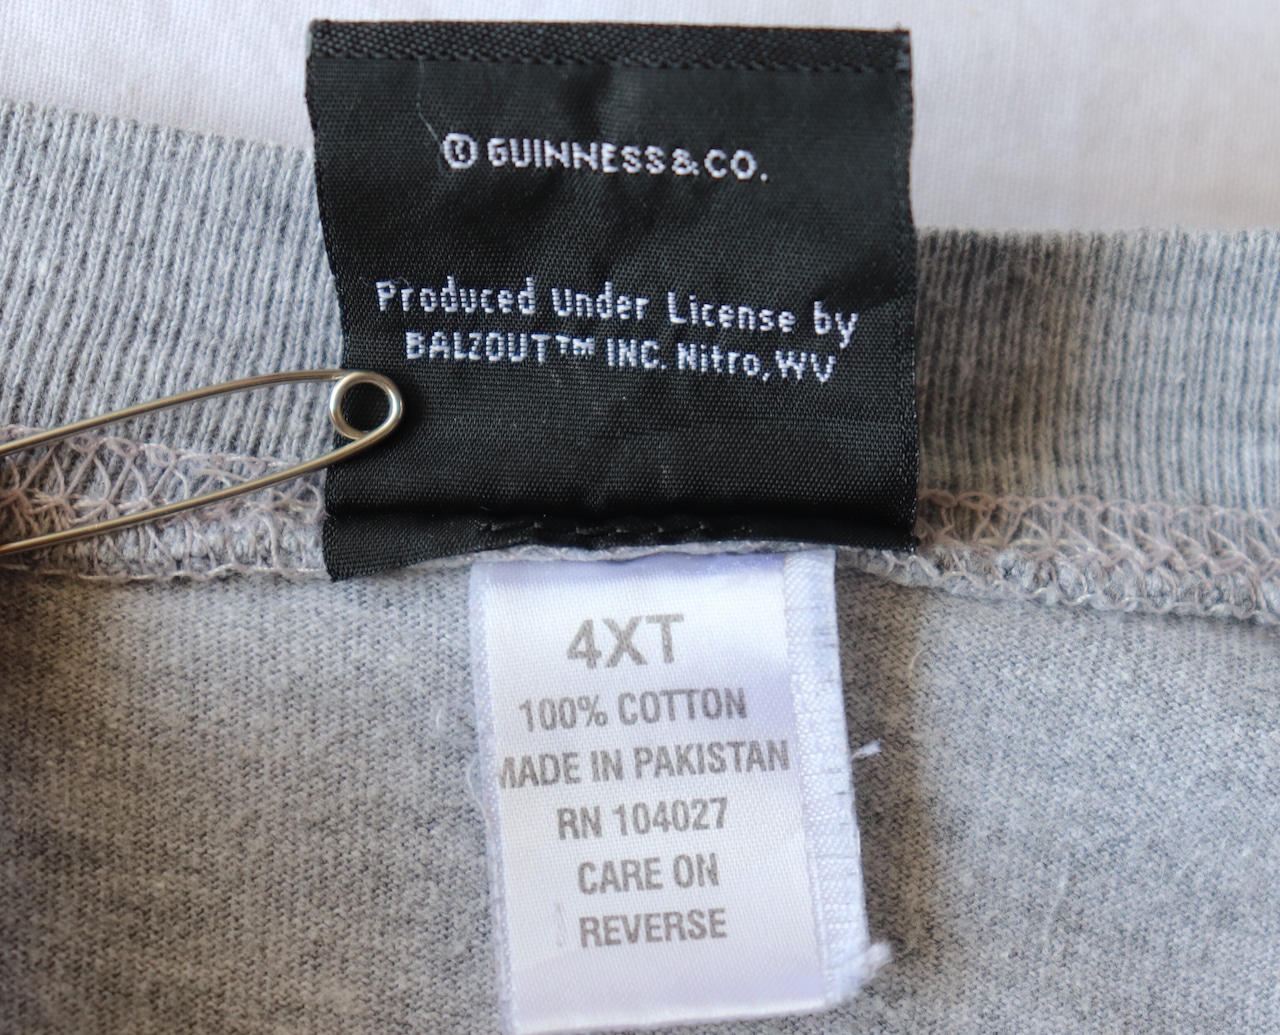 © GUINNESS & CO.
Produced Under License by
BALZOUT™ INC. Nitro, WV
4XT
100% COTTON
MADE IN PAKISTAN
RN 104027
CARE ON
REVERSE